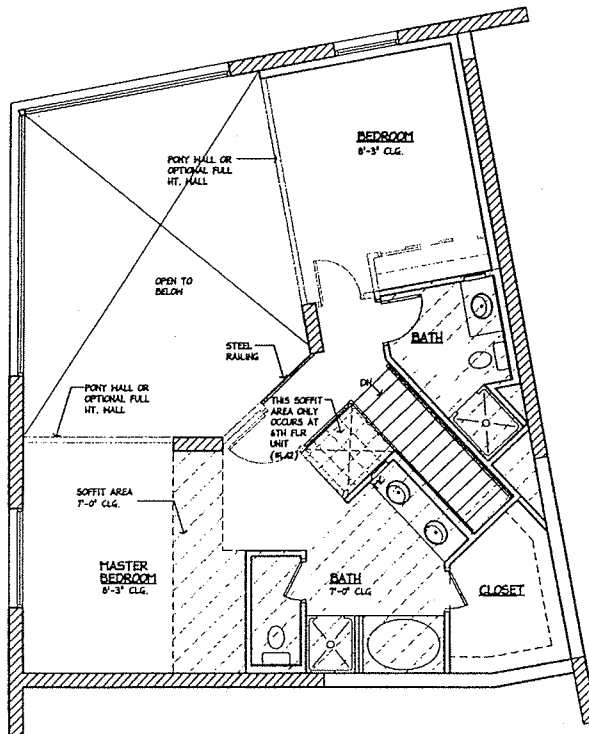 BEDROOM
8'-3" CLG.
PONY WALL OR
OPTIONAL FULL
HT. WALL
OPEN TO
BELOW
BATH
STEEL
RAILING
DN
PONY WALL OR
OPTIONAL FULL
HT. WALL
THIS SOFFIT
AREA ONLY
OCCURS AT
6TH FLR
UNIT
SOFFIT AREA
7'-0" CLG.
MASTER
BEDROOM
8'-3" CLG.
BATH
7'-0" CLG
CLOSET